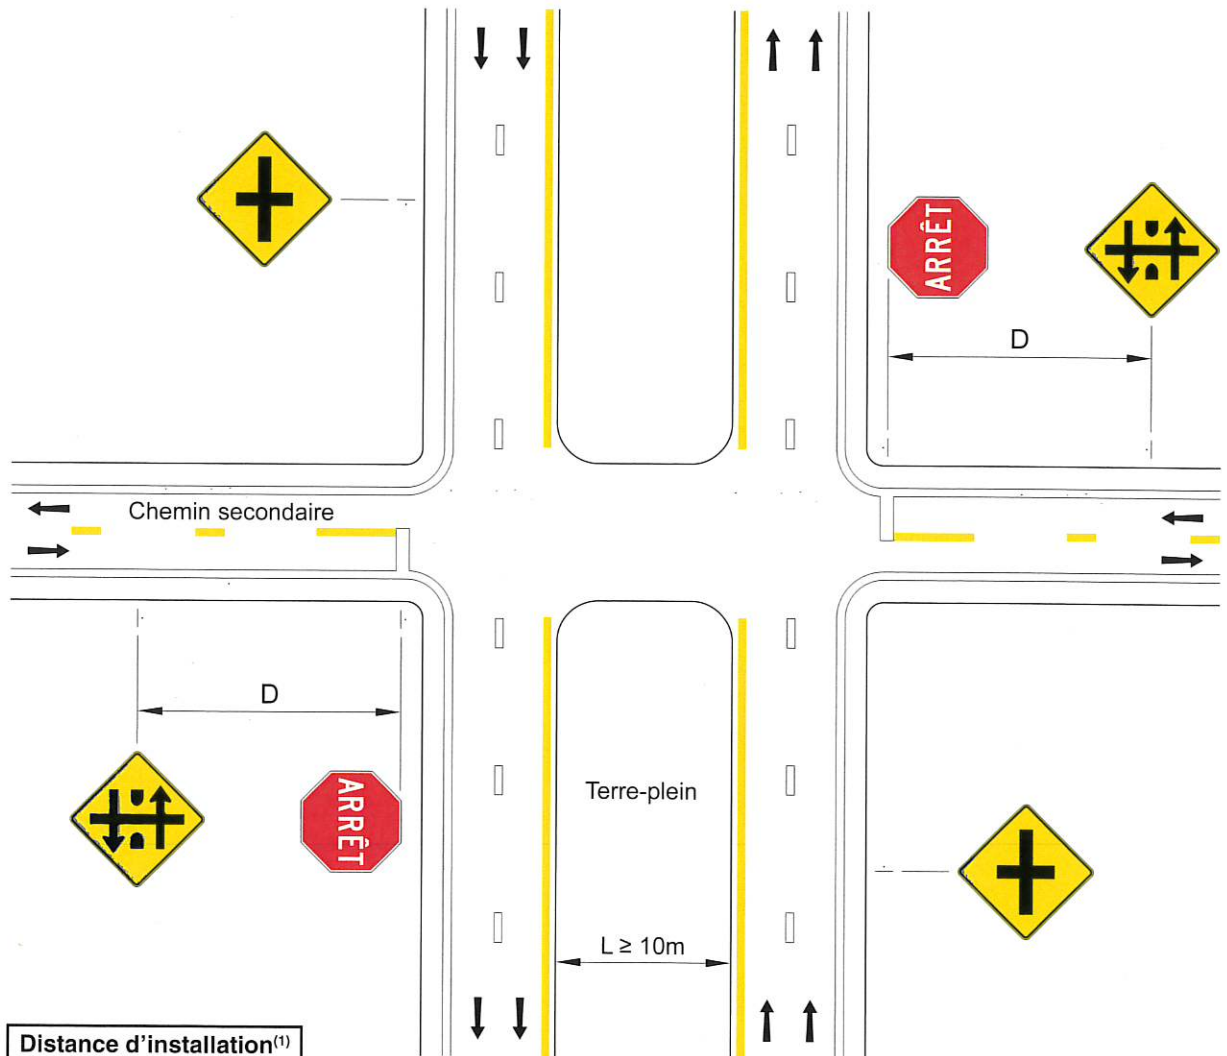 ARRÊT
D
Chemin secondaire
D
ARRÊT
Terre-plein
L ≥ 10m
Distance d'installation(1)